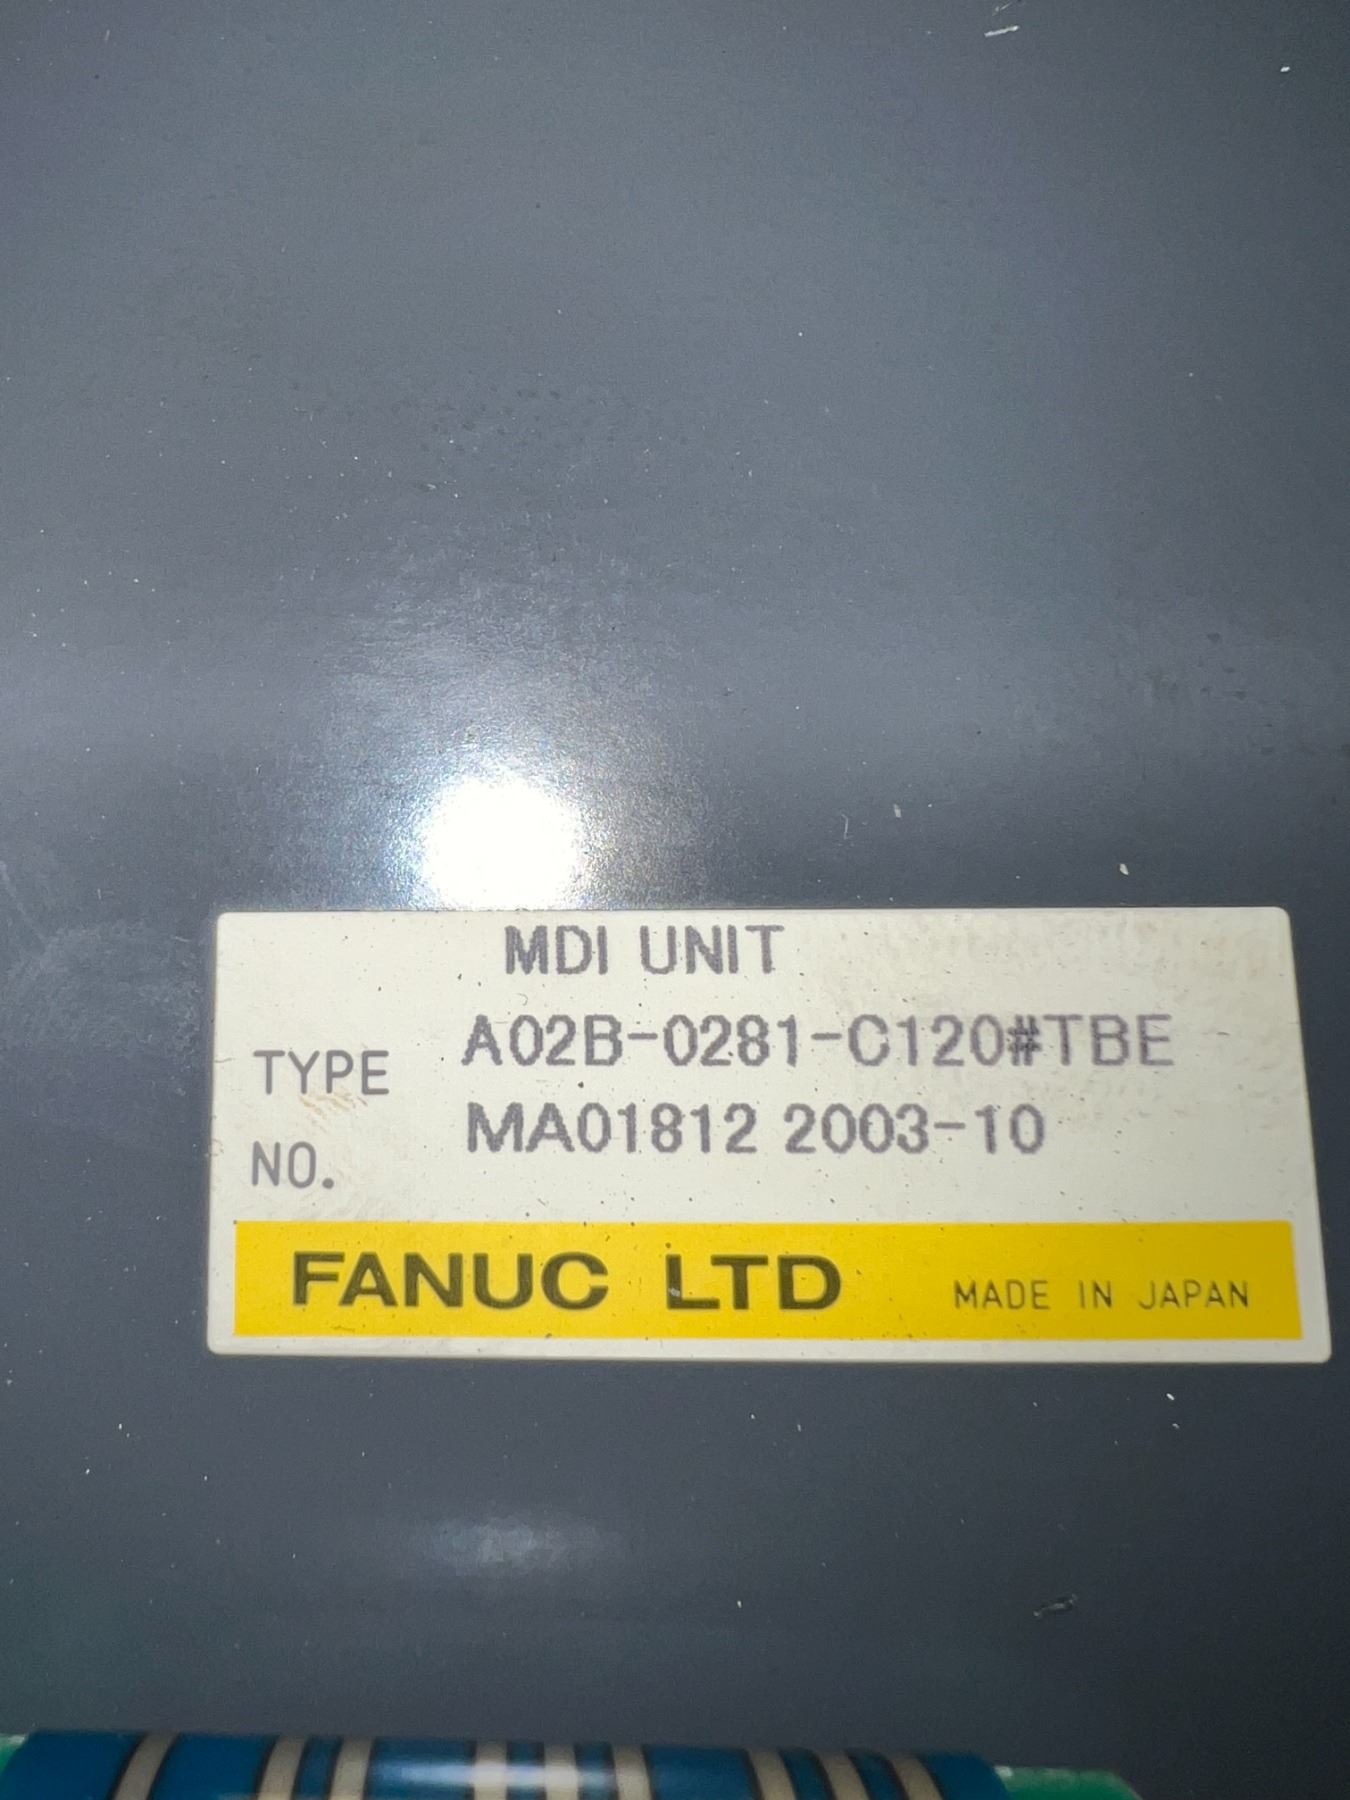 MDI UNIT
TYPE A02B-0281-C120#TBE
NO. MA01812 2003-10
FANUC LTD MADE IN JAPAN